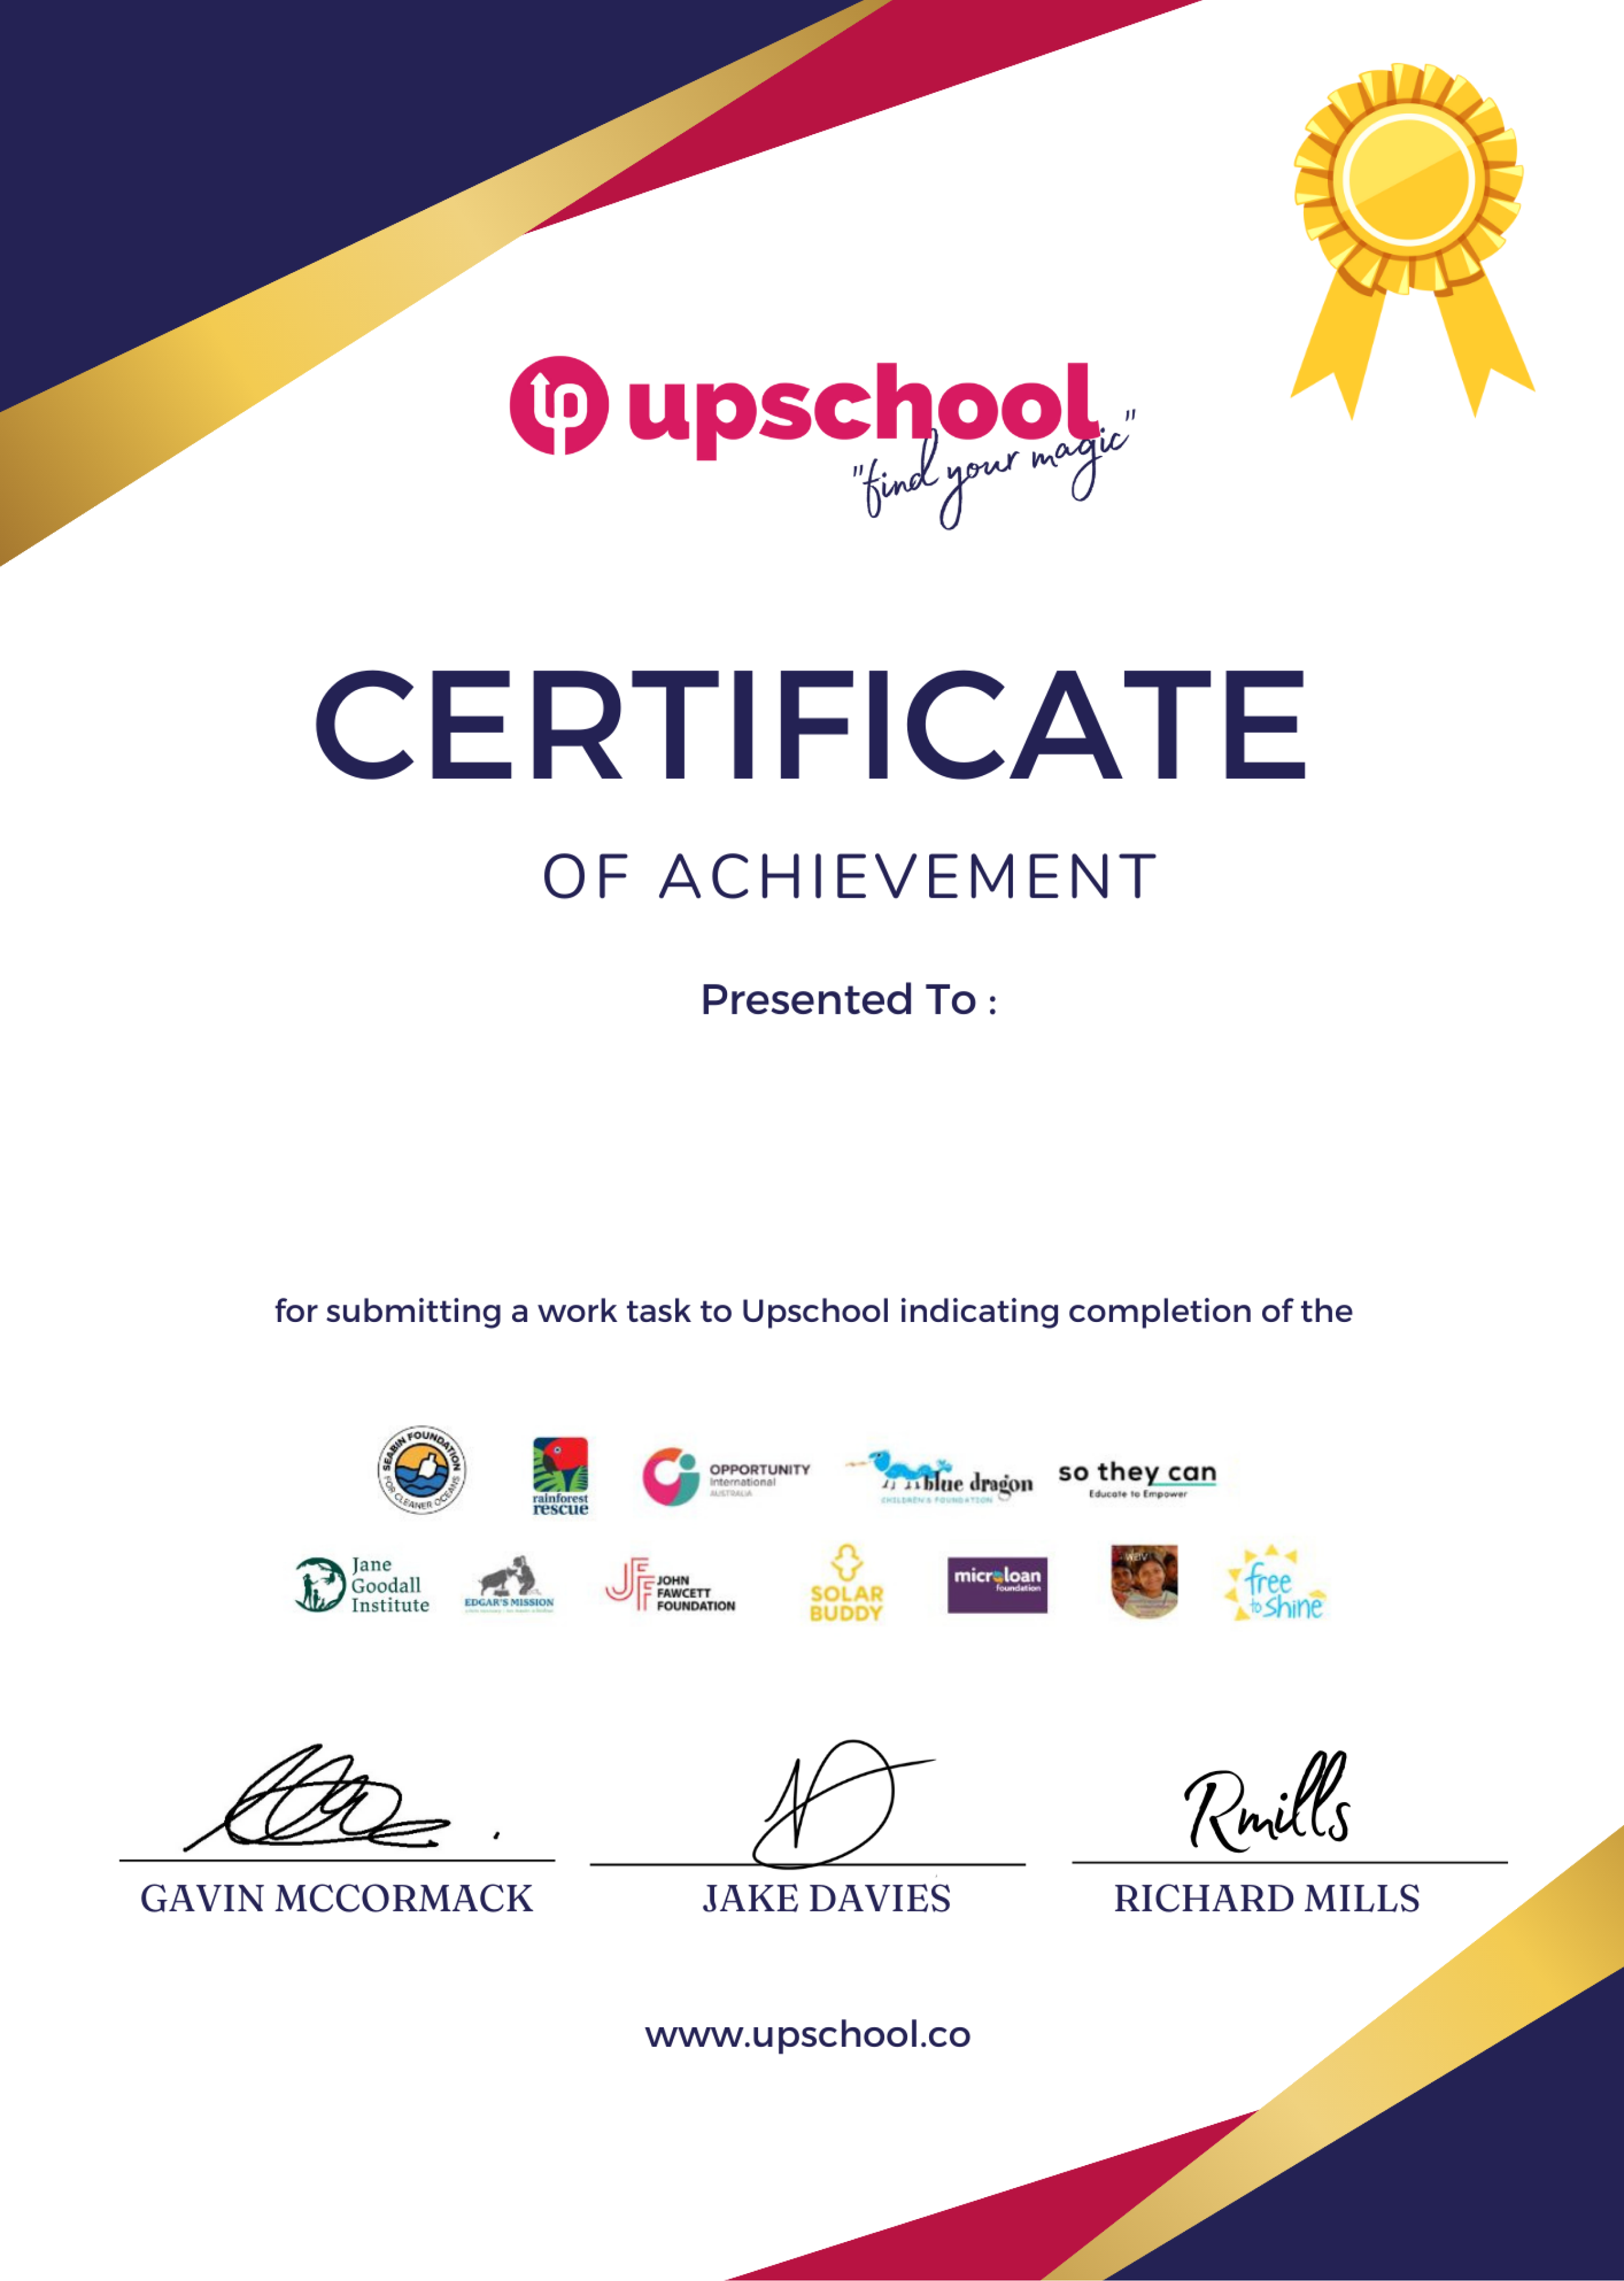 upschool
"find your magic"
CERTIFICATE
OF ACHIEVEMENT
Presented To :
for submitting a work task to Upschool indicating completion of the
SEABIN FOUNDATION
FOR CLEANER OCEANS
rainforest
rescue
OPPORTUNITY
International
AUSTRALIA
blue dragon
CHILDREN'S FOUNDATION
so they can
Educate to Empower
Jane
Goodall
Institute
EDGAR'S MISSION
JFF
JOHN
FAWCETT
FOUNDATION
SOLAR
BUDDY
microloan
foundation
free
to Shine
Rmills
GAVIN MCCORMACK
JAKE DAVIES
RICHARD MILLS
www.upschool.co